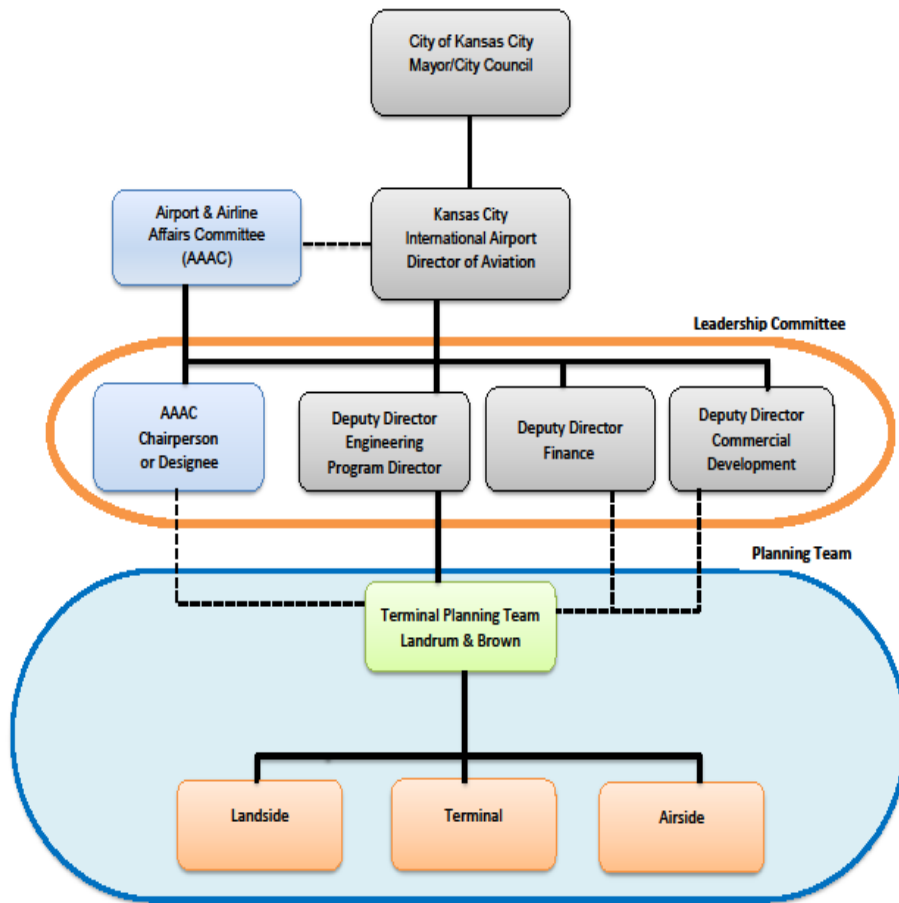 City of Kansas City
Mayor/City Council
Airport & Airline
Affairs Committee
(AAAC)
Kansas City
International Airport
Director of Aviation
Leadership Committee
AAAC
Chairperson
or Designee
Deputy Director
Engineering
Program Director
Deputy Director
Finance
Deputy Director
Commercial
Development
Planning Team
Terminal Planning Team
Landrum & Brown
Landside
Terminal
Airside